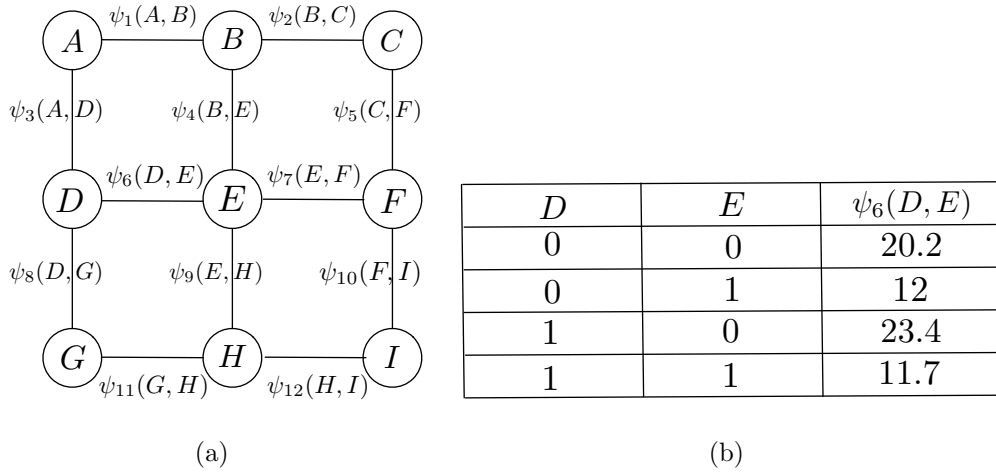 A ψ₁(A, B) B ψ₂(B, C) C
ψ₃(A, D) ψ₄(B, E) ψ₅(C, F)
D ψ₆(D, E) E ψ₇(E, F) F
ψ₈(D, G) ψ₉(E, H) ψ₁₀(F, I)
G H I
ψ₁₁(G, H) ψ₁₂(H, I)
(a)
D E ψ₆(D, E)
0 0 20.2
0 1 12
1 0 23.4
1 1 11.7
(b)